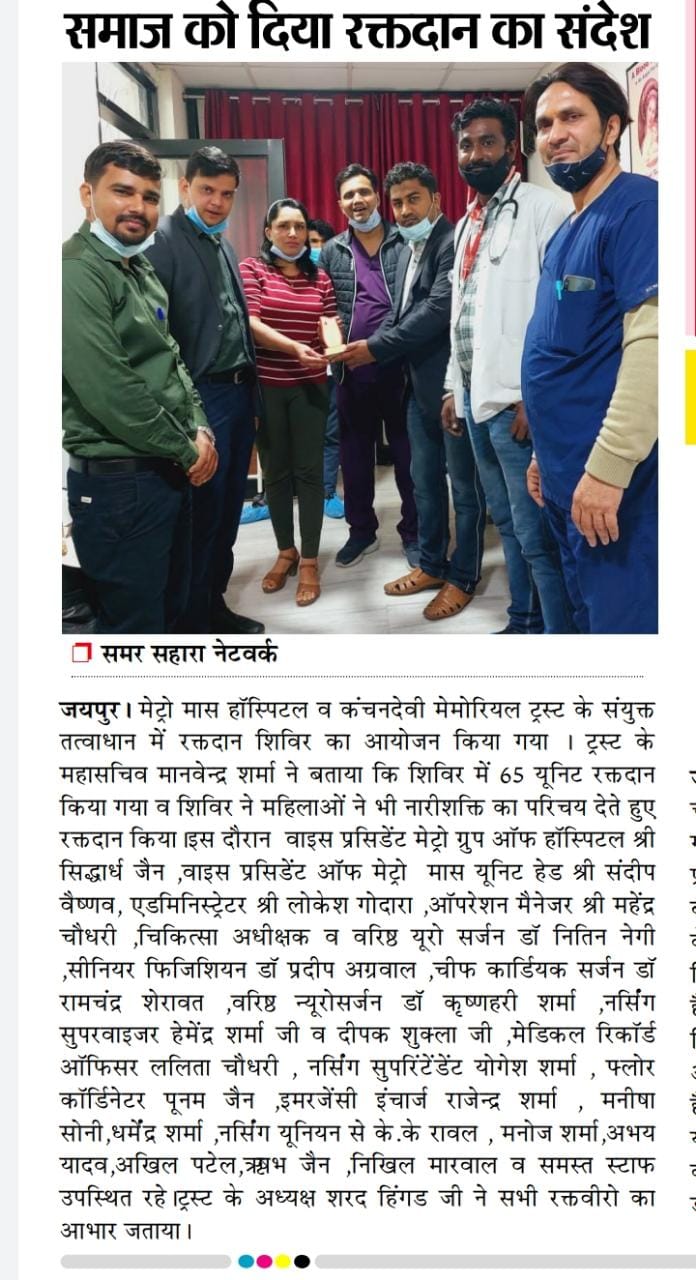 समाज को दिया रक्तदान का संदेश
समर सहारा नेटवर्क
जयपुर। मेट्रो मास हॉस्पिटल व कंचनदेवी मेमोरियल ट्रस्ट के संयुक्त
तत्वाधान में रक्तदान शिविर का आयोजन किया गया । ट्रस्ट के
महासचिव मानवेन्द्र शर्मा ने बताया कि शिविर में 65 यूनिट रक्तदान
किया गया व शिविर ने महिलाओं ने भी नारीशक्ति का परिचय देते हुए
रक्तदान किया।इस दौरान वाइस प्रसिडेंट मेट्रो ग्रुप ऑफ हॉस्पिटल श्री
सिद्धार्थ जैन ,वाइस प्रसिडेंट ऑफ मेट्रो मास यूनिट हेड श्री संदीप
वैष्णव, एडमिनिस्ट्रेटर श्री लोकेश गोदारा ,ऑपरेशन मैनेजर श्री महेंद्र
चौधरी ,चिकित्सा अधीक्षक व वरिष्ठ यूरो सर्जन डॉ नितिन नेगी
,सीनियर फिजिशियन डॉ प्रदीप अग्रवाल ,चीफ कार्डियक सर्जन डॉ
रामचंद्र शेरावत ,वरिष्ठ न्यूरोसर्जन डॉ कृष्णहरी शर्मा ,नर्सिंग
सुपरवाइजर हेमेंद्र शर्मा जी व दीपक शुक्ला जी ,मेडिकल रिकॉर्ड
ऑफिसर ललिता चौधरी , नर्सिंग सुपरिंटेंडेंट योगेश शर्मा , फ्लोर
कॉर्डिनेटर पूनम जैन ,इमरजेंसी इंचार्ज राजेन्द्र शर्मा , मनीषा
सोनी,धर्मेंद्र शर्मा ,नर्सिंग यूनियन से के.के रावल , मनोज शर्मा,अभय
यादव,अखिल पटेल,ऋषभ जैन ,निखिल मारवाल व समस्त स्टाफ
उपस्थित रहे।ट्रस्ट के अध्यक्ष शरद हिंगड जी ने सभी रक्तवीरो का
आभार जताया।